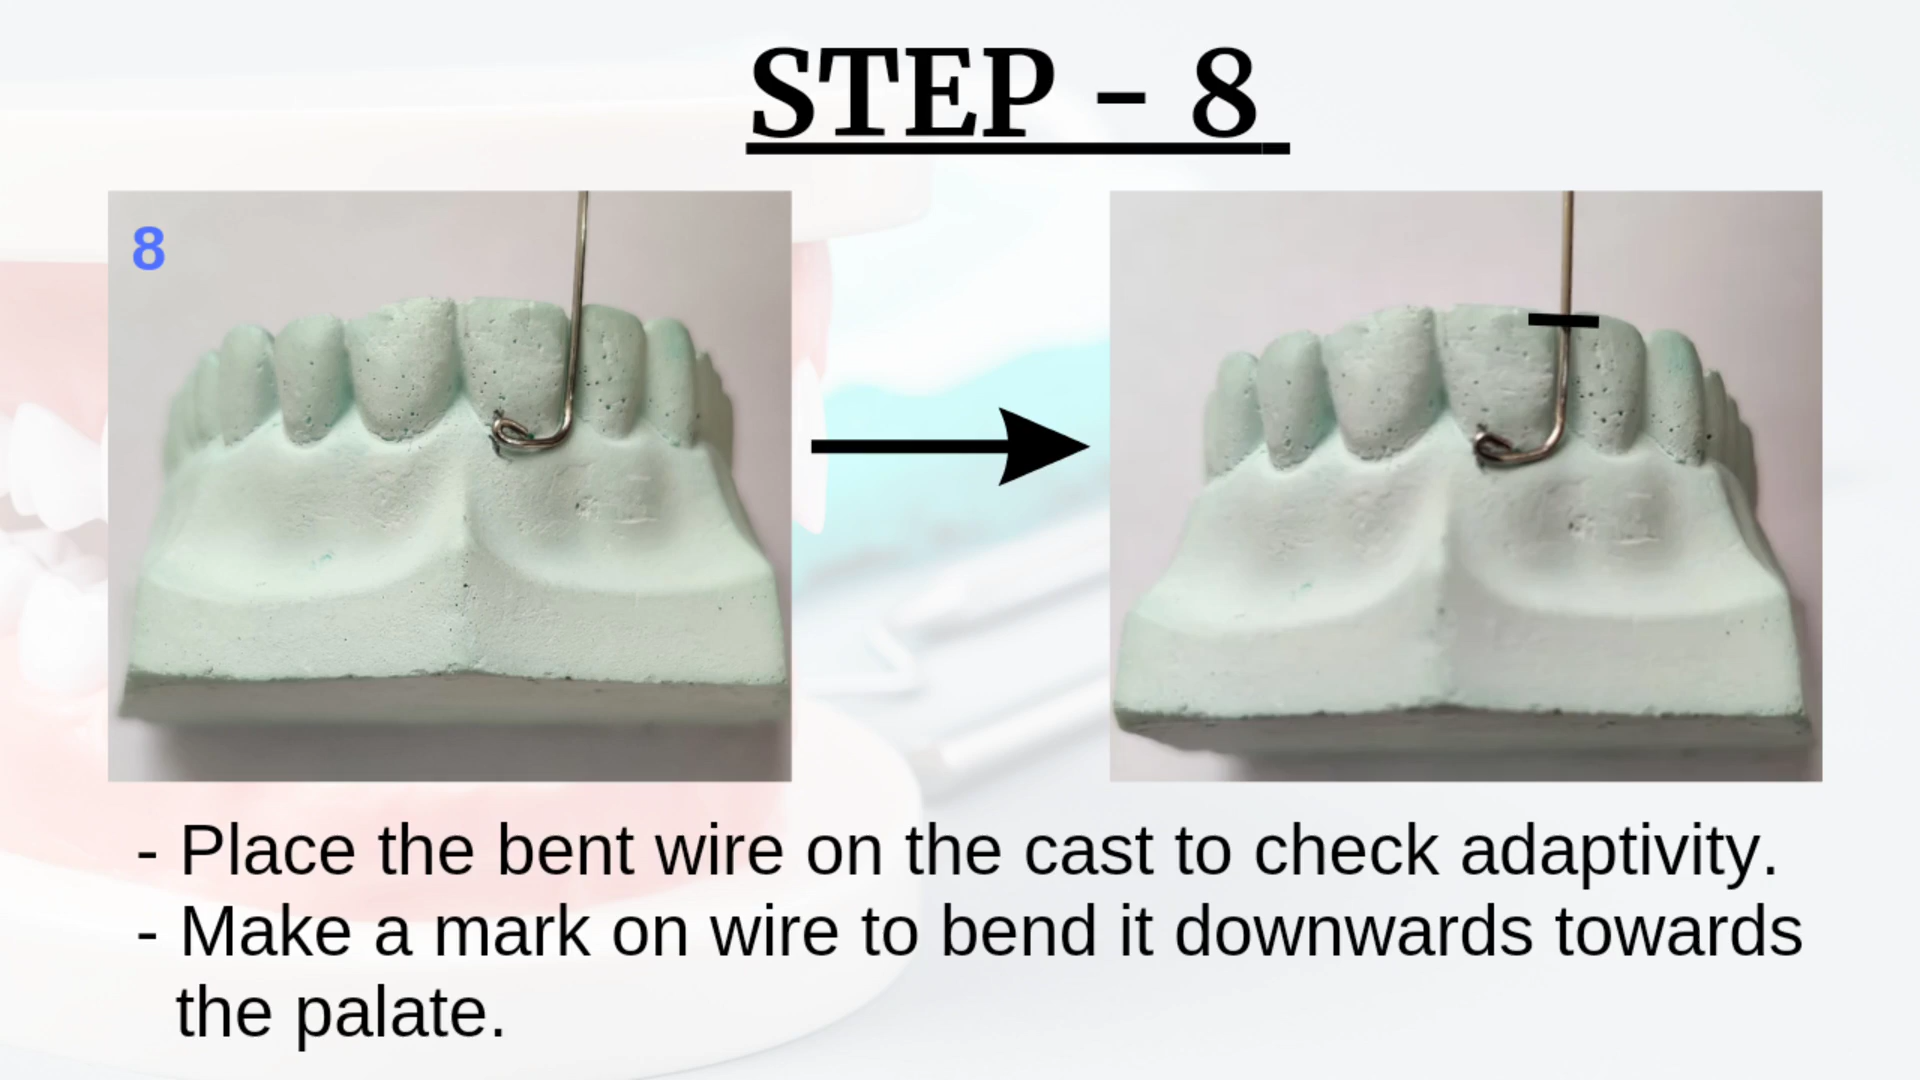 STEP - 8
8
- Place the bent wire on the cast to check adaptivity.
- Make a mark on wire to bend it downwards towards
the palate.